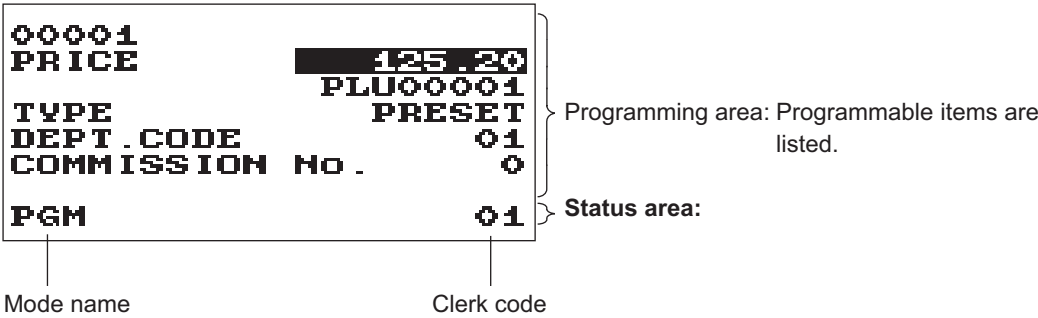 00001
PRICE 125.20
PLU00001
TYPE PRESET
DEPT.CODE 01
COMMISSION No. 0
PGM 01
Programming area: Programmable items are
listed.
Status area:
Mode name
Clerk code